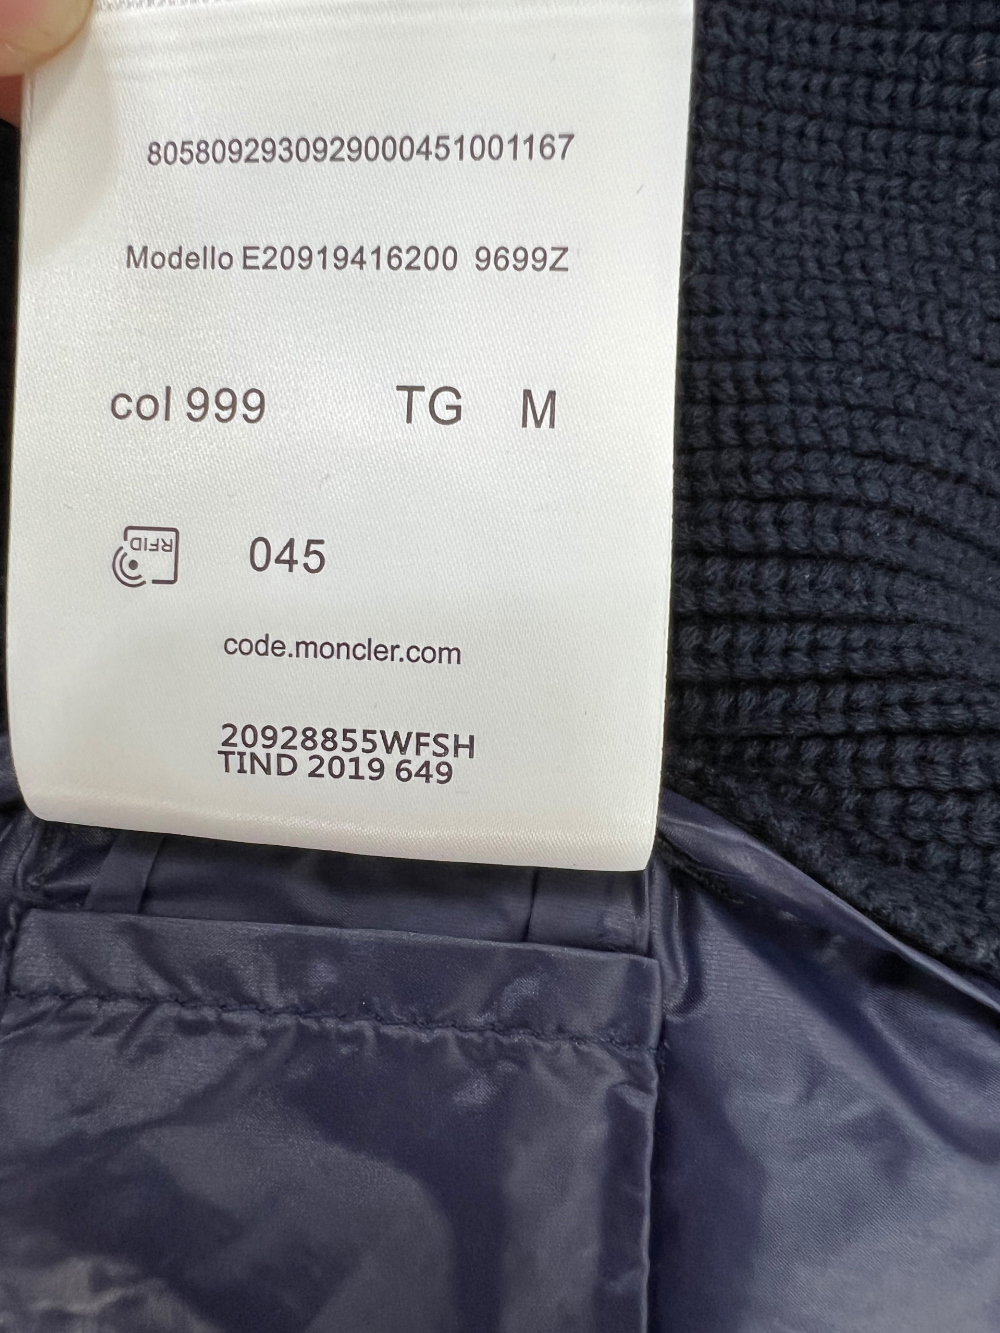 8058092930929000451001167
Modello E20919416200 9699Z
col 999 TG M
RFID 045
code.moncler.com
20928855WFSH
TIND 2019 649